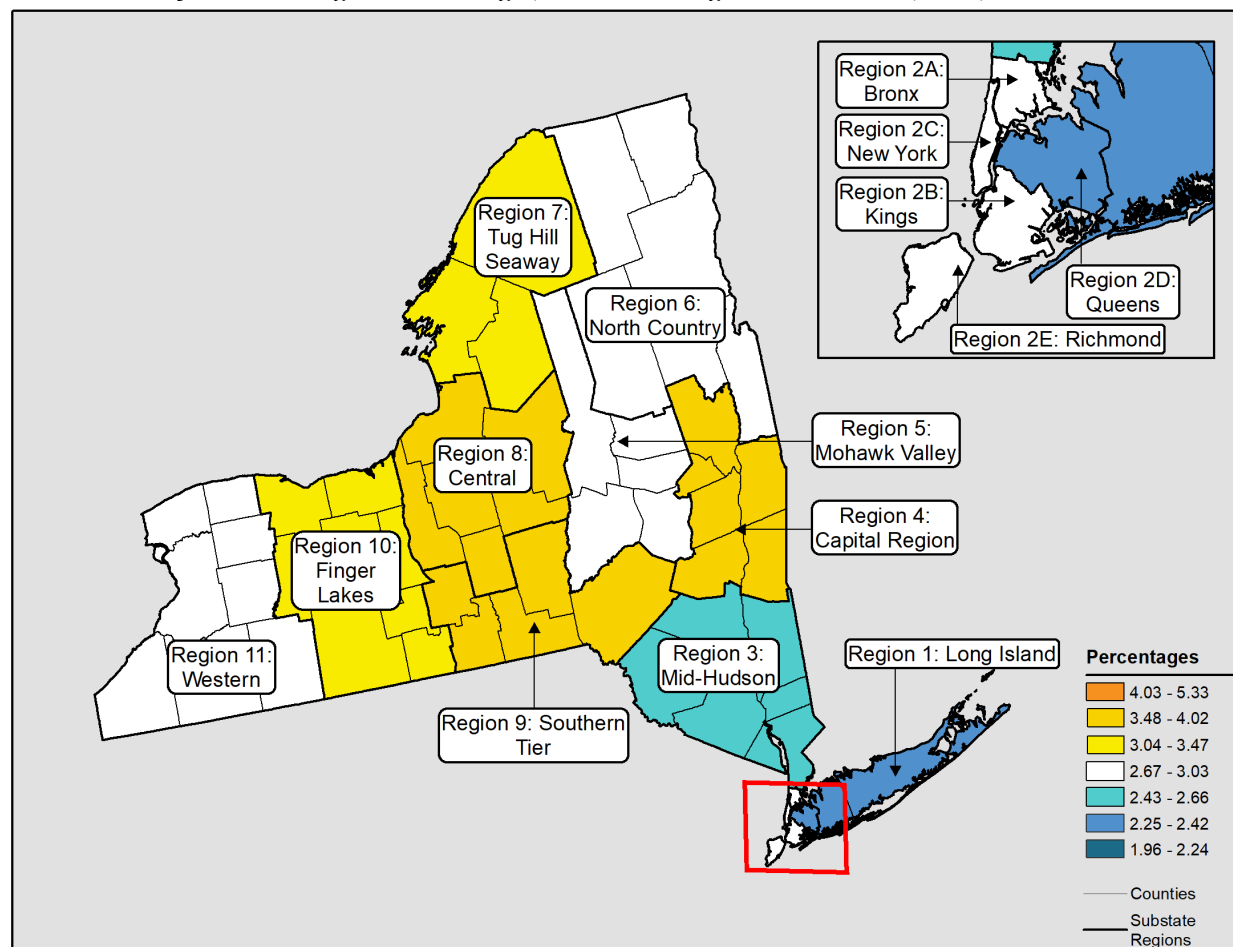 Region 2A:
Bronx
Region 2C:
New York
Region 2B:
Kings
Region 2D:
Queens
Region 2E: Richmond
Region 7:
Tug Hill
Seaway
Region 6:
North Country
Region 5:
Mohawk Valley
Region 8:
Central
Region 4:
Capital Region
Region 10:
Finger
Lakes
Region 11:
Western
Region 3:
Mid-Hudson
Region 1: Long Island
Region 9: Southern
Tier
Percentages
4.03 - 5.33
3.48 - 4.02
3.04 - 3.47
2.67 - 3.03
2.43 - 2.66
2.25 - 2.42
1.96 - 2.24
Counties
Substate
Regions